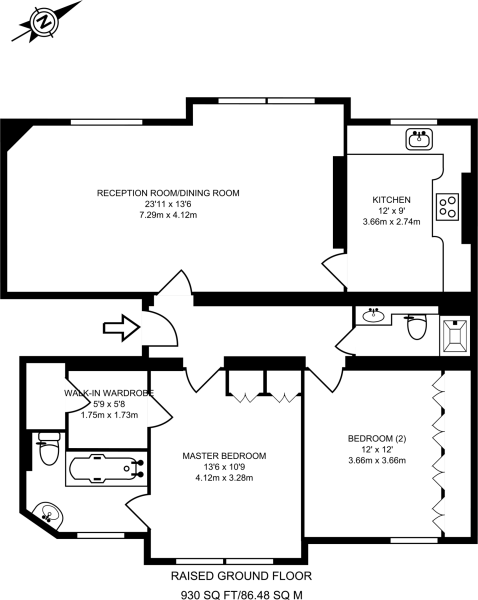 N
RECEPTION ROOM/DINING ROOM
23'11 x 13'6
7.29m x 4.12m
KITCHEN
12' x 9'
3.66m x 2.74m
WALK-IN WARDROBE
5'9 x 5'8
1.75m x 1.73m
MASTER BEDROOM
13'6 x 10'9
4.12m x 3.28m
BEDROOM (2)
12' x 12'
3.66m x 3.66m
RAISED GROUND FLOOR
930 SQ FT/86.48 SQ M